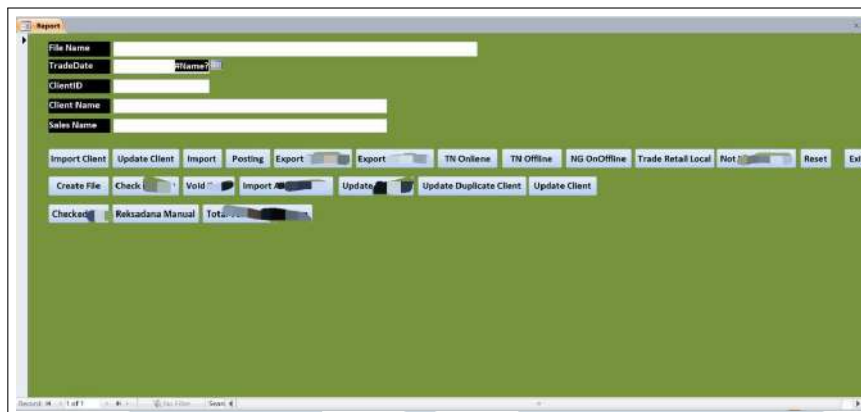 Report
File Name
TradeDate #Name?
ClientID
Client Name
Sales Name
Import Client Update Client Import Posting Export Export TN Onliene TN Offline NG OnOffline Trade Retail Local Not Reset
Create File Check Void Import Update Update Duplicate Client Update Client
Checked Reksadana Manual
Record: 1 of 1 No Filter Searc